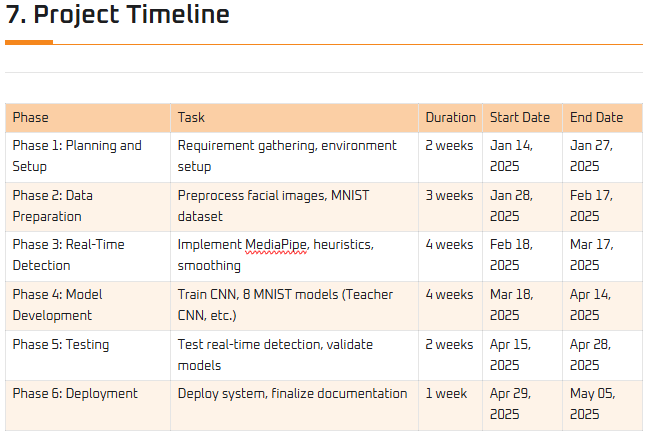 7. Project Timeline
Phase Task Duration Start Date End Date
Phase 1: Planning and Requirement gathering, environment 2 weeks Jan 14, Jan 27,
Setup setup 2025 2025
Phase 2: Data Preprocess facial images, MNIST 3 weeks Jan 28, Feb 17,
Preparation dataset 2025 2025
Phase 3: Real-Time Implement MediaPipe, heuristics, 4 weeks Feb 18, Mar 17,
Detection smoothing 2025 2025
Phase 4: Model Train CNN, 8 MNIST models (Teacher 4 weeks Mar 18, Apr 14,
Development CNN, etc.) 2025 2025
Phase 5: Testing Test real-time detection, validate 2 weeks Apr 15, Apr 28,
models 2025 2025
Phase 6: Deployment Deploy system, finalize documentation 1 week Apr 29, May 05,
2025 2025